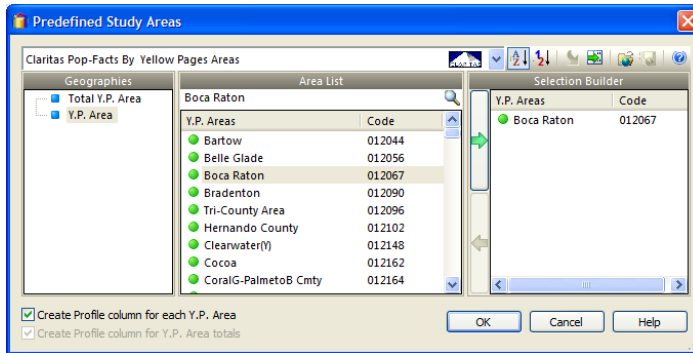 Predefined Study Areas
Claritas Pop-Facts By Yellow Pages Areas
CLARITAS
Geographies
Total Y.P. Area
Y.P. Area
Area List
Boca Raton
Y.P. Areas Code
Bartow 012044
Belle Glade 012056
Boca Raton 012067
Bradenton 012090
Tri-County Area 012096
Hernando County 012102
Clearwater(Y) 012148
Cocoa 012162
CoralG-PalmetoB Cmty 012164
Selection Builder
Y.P. Areas Code
Boca Raton 012067
Create Profile column for each Y.P. Area
Create Profile column for Y.P. Area totals
OK Cancel Help